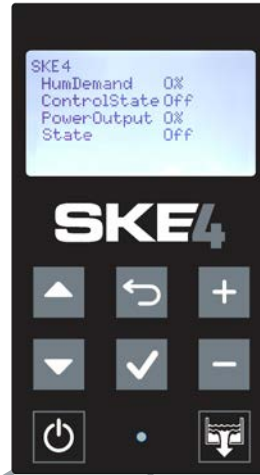 SKE4
HumDemand 0%
ControlState Off
PowerOutput 0%
State Off
SKE4